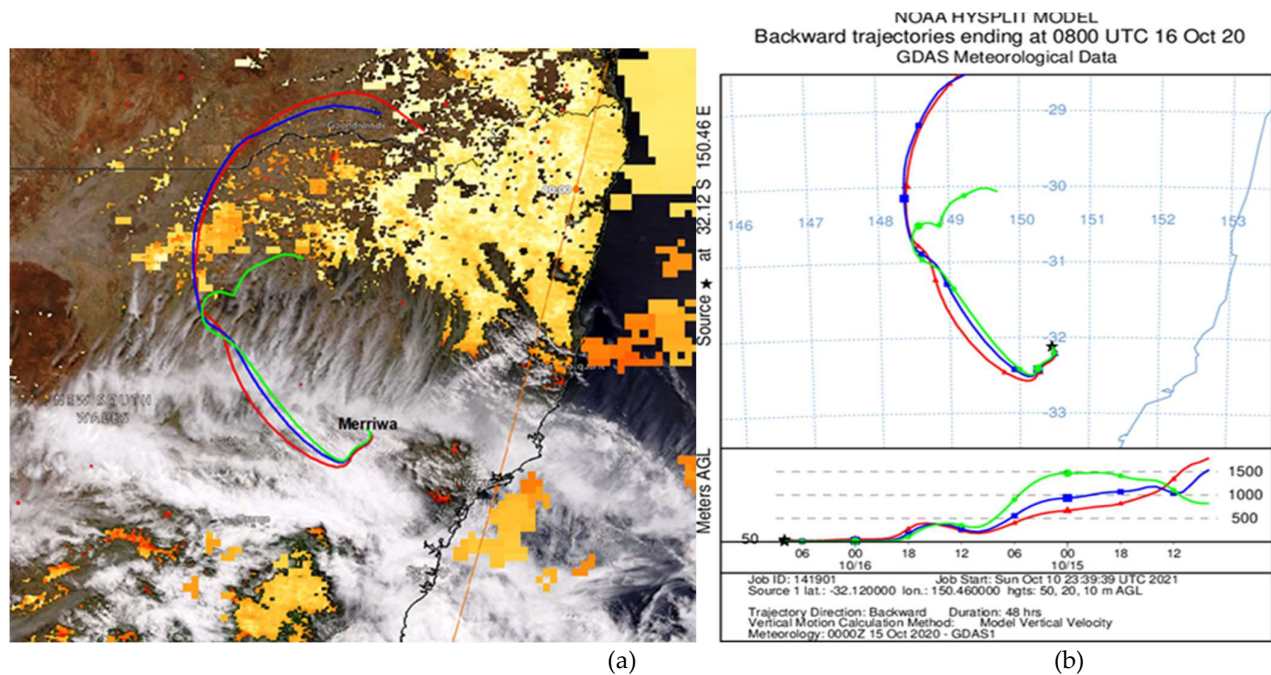 NOAA HYSPLIT MODEL
Backward trajectories ending at 0800 UTC 16 Oct 20
GDAS Meteorological Data
NEW SOUTH
WALES
Merriwa
Source ★ at 32.12 S 150.46 E
Meters AGL
-29
-30
146 147 148 149 150 151 152 153
-31
-32
-33
1500
1000
500
50
06 00 18 12 06 00 18 12
10/16 10/15
Job ID: 141901 Job Start: Sun Oct 10 23:39:39 UTC 2021
Source 1 lat.: -32.120000 lon.: 150.460000 hgts: 50, 20, 10 m AGL
Trajectory Direction: Backward Duration: 48 hrs
Vertical Motion Calculation Method: Model Vertical Velocity
Meteorology: 0000Z 15 Oct 2020 - GDAS1
(a) (b)